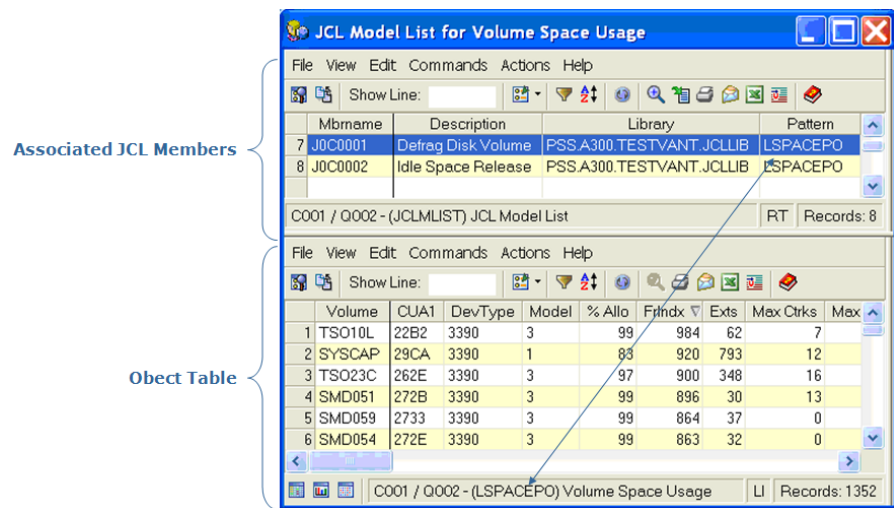 JCL Model List for Volume Space Usage
File View Edit Commands Actions Help
Show Line:
Mbrname Description Library Pattern
7 J0C0001 Defrag Disk Volume PSS.A300.TESTVANT.JCLLIB LSPACEPO
8 J0C0002 Idle Space Release PSS.A300.TESTVANT.JCLLIB LSPACEPO
Associated JCL Members
C001 / Q002 - (JCLMLIST) JCL Model List RT Records: 8
File View Edit Commands Actions Help
Show Line:
Volume CUA1 DevType Model % Allo FrIndx Exts Max Ctrks Max
1 TSO10L 22B2 3390 3 99 984 62 7
2 SYSCAP 29CA 3390 1 83 920 793 12
3 TSO23C 262E 3390 3 97 900 348 16
Obect Table
4 SMD051 272B 3390 3 99 896 30 13
5 SMD059 2733 3390 3 99 864 37 0
6 SMD054 272E 3390 3 99 863 32 0
C001 / Q002 - (LSPACEPO) Volume Space Usage LI Records: 1352